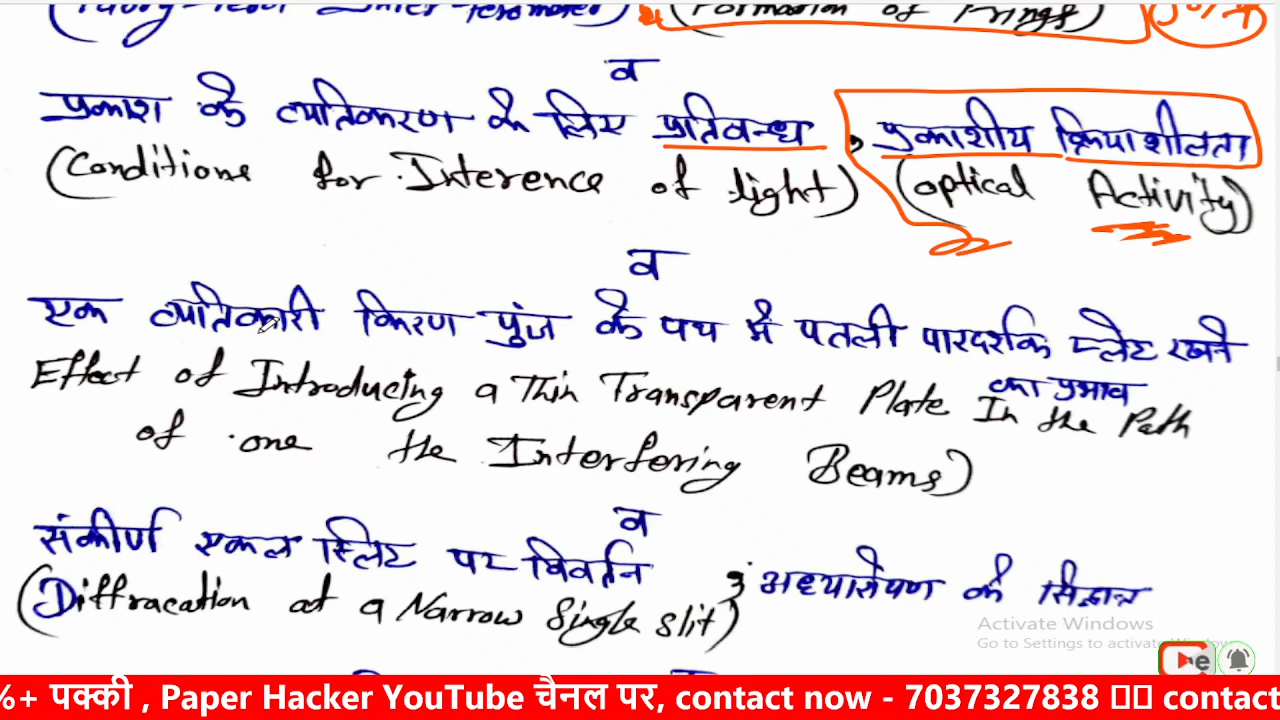 (Formation of Frings)
व
प्रकाश के व्यतिकरण के लिए प्रतिबन्ध , प्रकाशीय क्रियाशीलता
(Conditions for Interence of light) (optical Activity)
व
एक व्यतिकारी किरण पुंज के पथ में पतली पारदर्शक प्लेट रखने
का प्रभाव
Effect of Introducing a Thin Transparent Plate In the Path
of one the Interfering Beams)
व
संकीर्ण एकल स्लिट पर विवर्तन
(Diffracation at a Narrow Single slit)
अध्यारोपण के सिद्धान्त
Activate Windows
Go to Settings to activate Windows.
%+ पक्की , Paper Hacker YouTube चैनल पर, contact now - 7037327838 contact